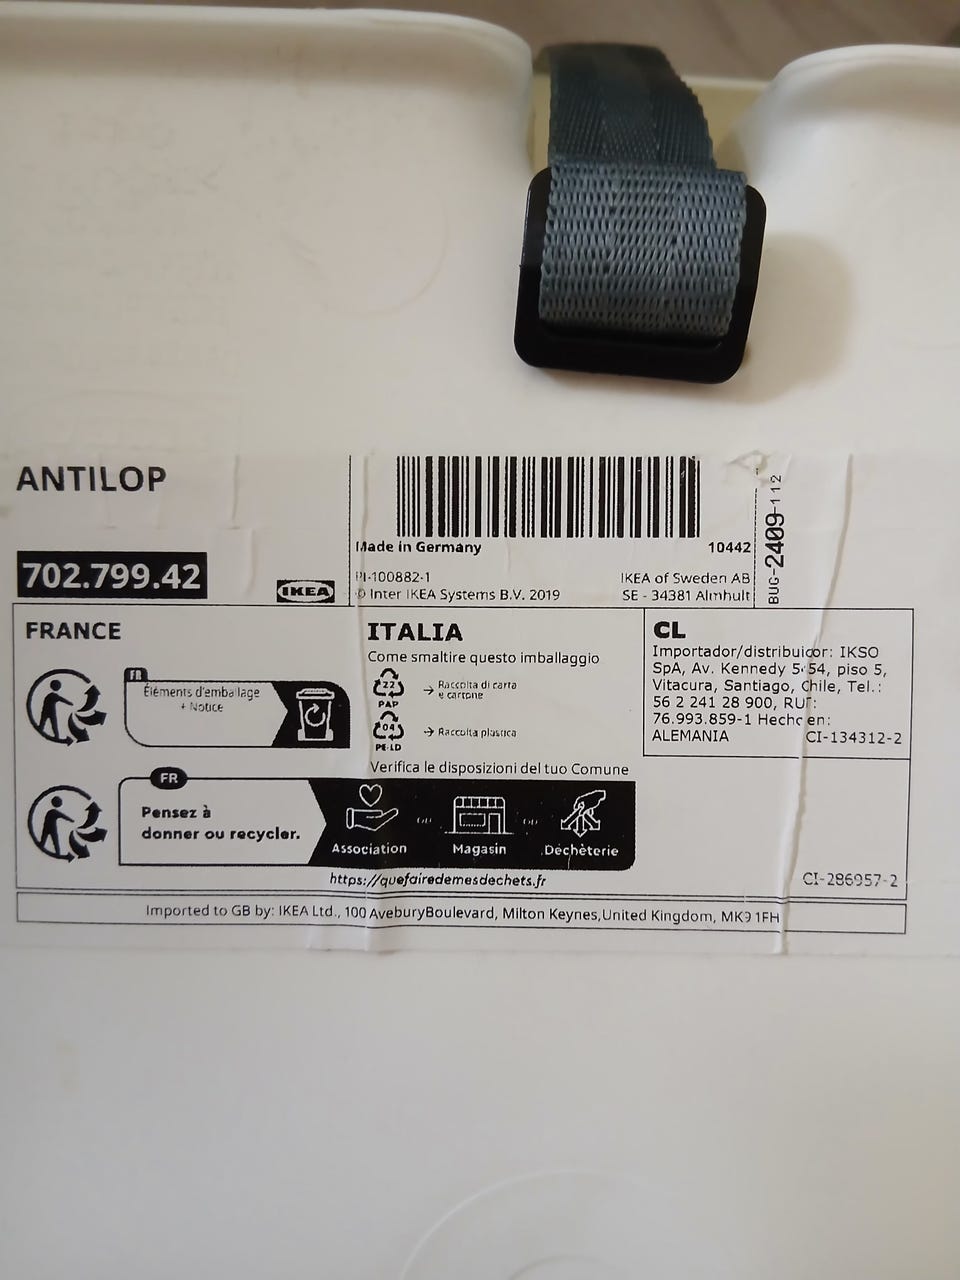 ANTILOP
702.799.42
IKEA
Made in Germany 10442
PI-100882-1
© Inter IKEA Systems B.V. 2019
IKEA of Sweden AB
SE - 34381 Älmhult
BUG-2409-112
FRANCE
FR
Éléments d'emballage
+ Notice
FR
Pensez à
donner ou recycler.
Association ou Magasin ou Déchèterie
https://quefairedemesdechets.fr
ITALIA
Come smaltire questo imballaggio
22
PAP
→ Raccolta di carta
e cartone
04
PE-LD
→ Raccolta plastica
Verifica le disposizioni del tuo Comune
CL
Importador/distribuidor: IKSO
SpA, Av. Kennedy 5454, piso 5,
Vitacura, Santiago, Chile, Tel.:
56 2 241 28 900, RUT:
76.993.859-1 Hecho en:
ALEMANIA CI-134312-2
CI-286957-2
Imported to GB by: IKEA Ltd., 100 AveburyBoulevard, Milton Keynes,United Kingdom, MK9 1FH